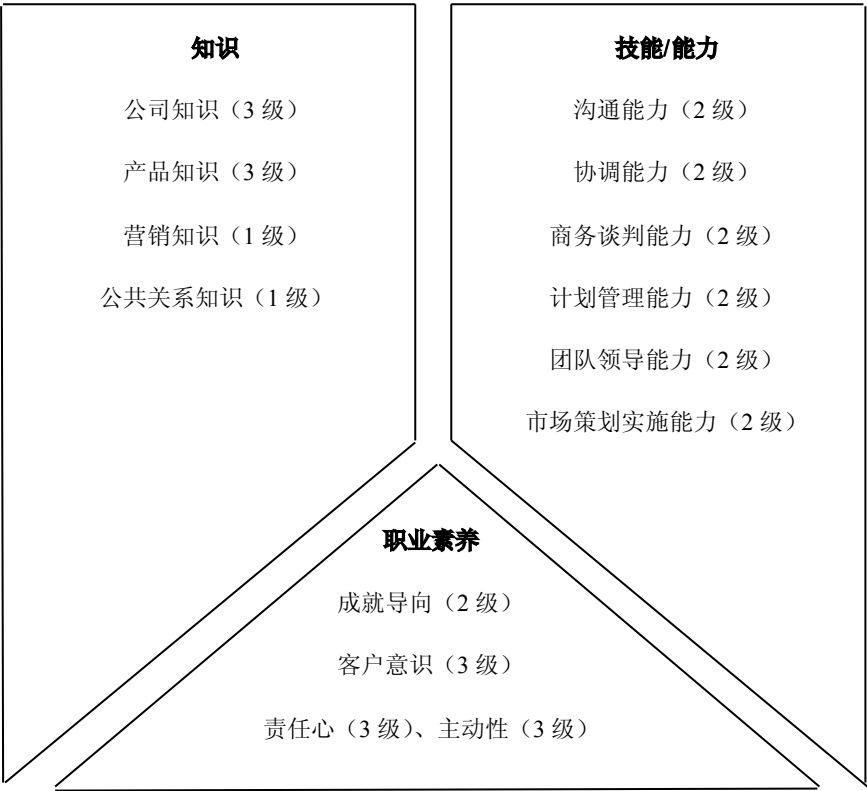 知识
公司知识（3 级）
产品知识（3 级）
营销知识（1 级）
公共关系知识（1 级）
技能/能力
沟通能力（2 级）
协调能力（2 级）
商务谈判能力（2 级）
计划管理能力（2 级）
团队领导能力（2 级）
市场策划实施能力（2 级）
职业素养
成就导向（2 级）
客户意识（3 级）
责任心（3 级）、主动性（3 级）